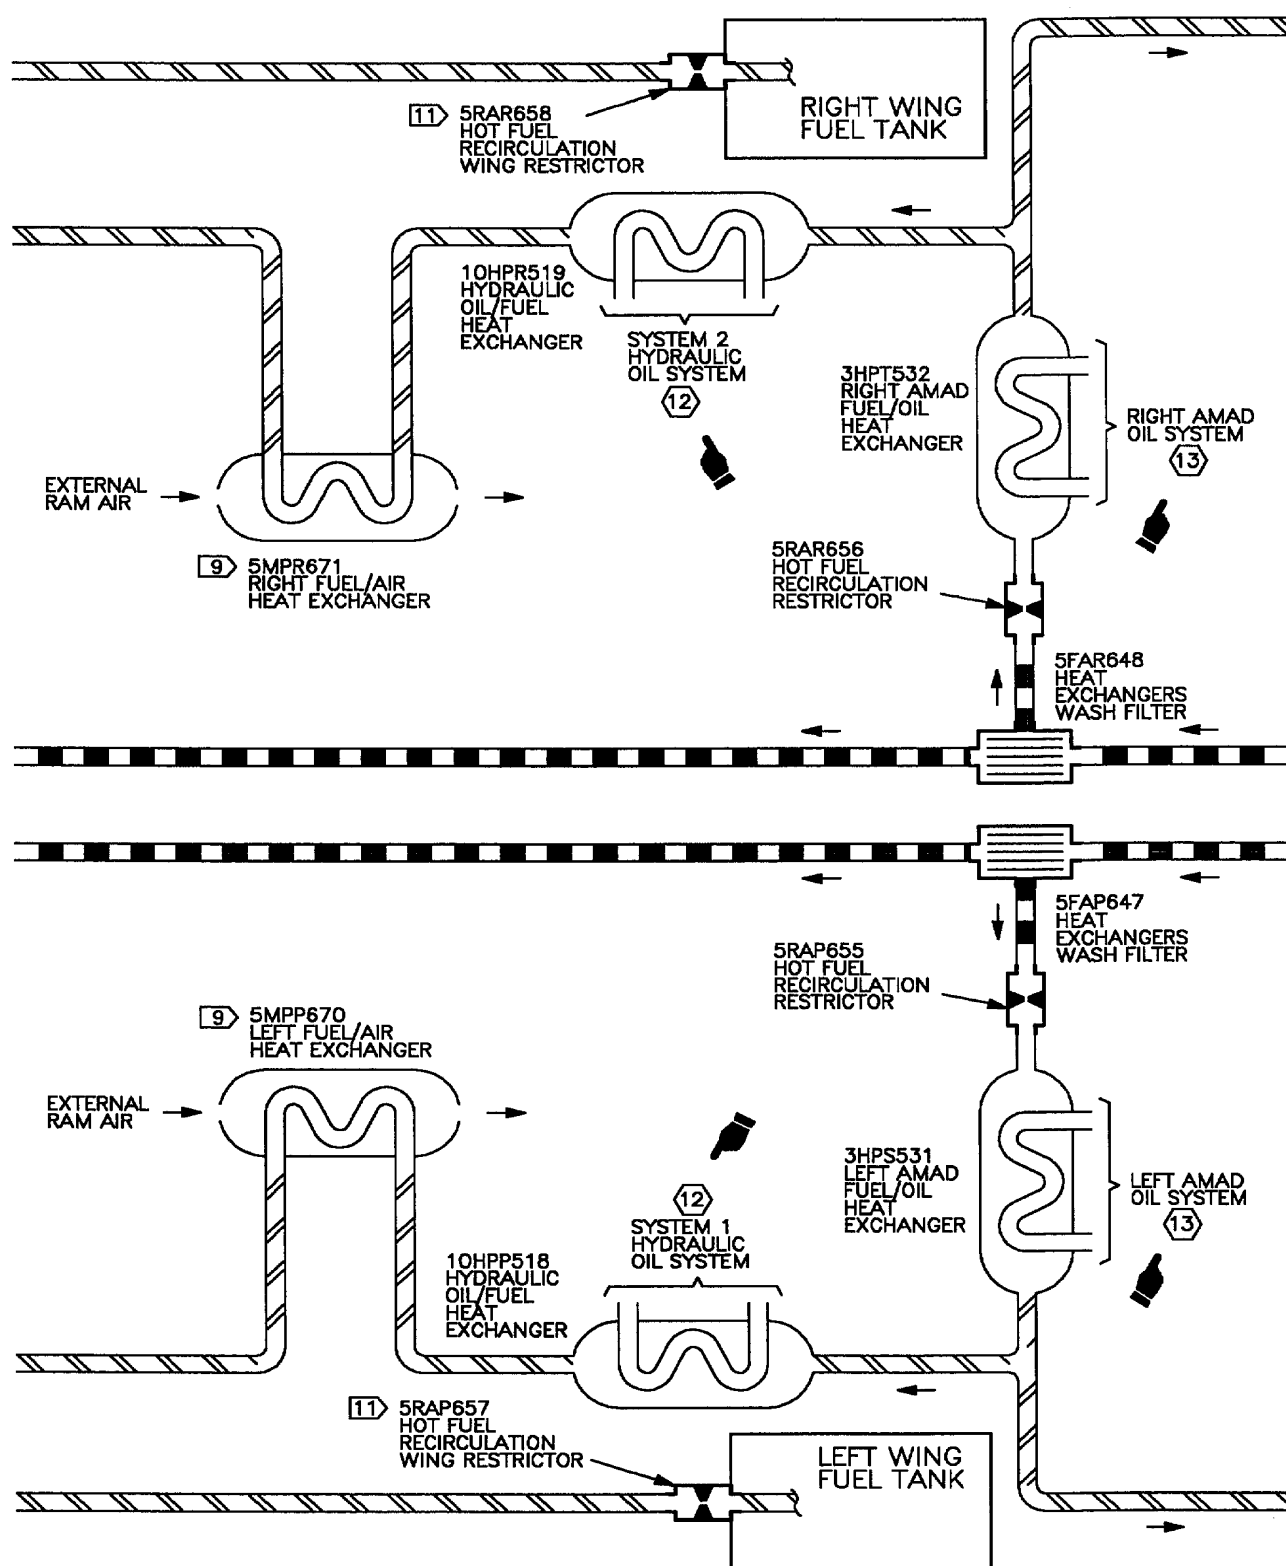 RIGHT WING
FUEL TANK
11 5RAR658
HOT FUEL
RECIRCULATION
WING RESTRICTOR
10HPR519
HYDRAULIC
OIL/FUEL
HEAT
EXCHANGER
SYSTEM 2
HYDRAULIC
OIL SYSTEM
12
3HPT532
RIGHT AMAD
FUEL/OIL
HEAT
EXCHANGER
RIGHT AMAD
OIL SYSTEM
13
EXTERNAL
RAM AIR
9 5MPR671
RIGHT FUEL/AIR
HEAT EXCHANGER
5RAR656
HOT FUEL
RECIRCULATION
RESTRICTOR
5FAR648
HEAT
EXCHANGERS
WASH FILTER
5FAP647
HEAT
EXCHANGERS
WASH FILTER
5RAP655
HOT FUEL
RECIRCULATION
RESTRICTOR
9 5MPP670
LEFT FUEL/AIR
HEAT EXCHANGER
EXTERNAL
RAM AIR
3HPS531
LEFT AMAD
FUEL/OIL
HEAT
EXCHANGER
LEFT AMAD
OIL SYSTEM
13
12
SYSTEM 1
HYDRAULIC
OIL SYSTEM
10HPP518
HYDRAULIC
OIL/FUEL
HEAT
EXCHANGER
11 5RAP657
HOT FUEL
RECIRCULATION
WING RESTRICTOR
LEFT WING
FUEL TANK